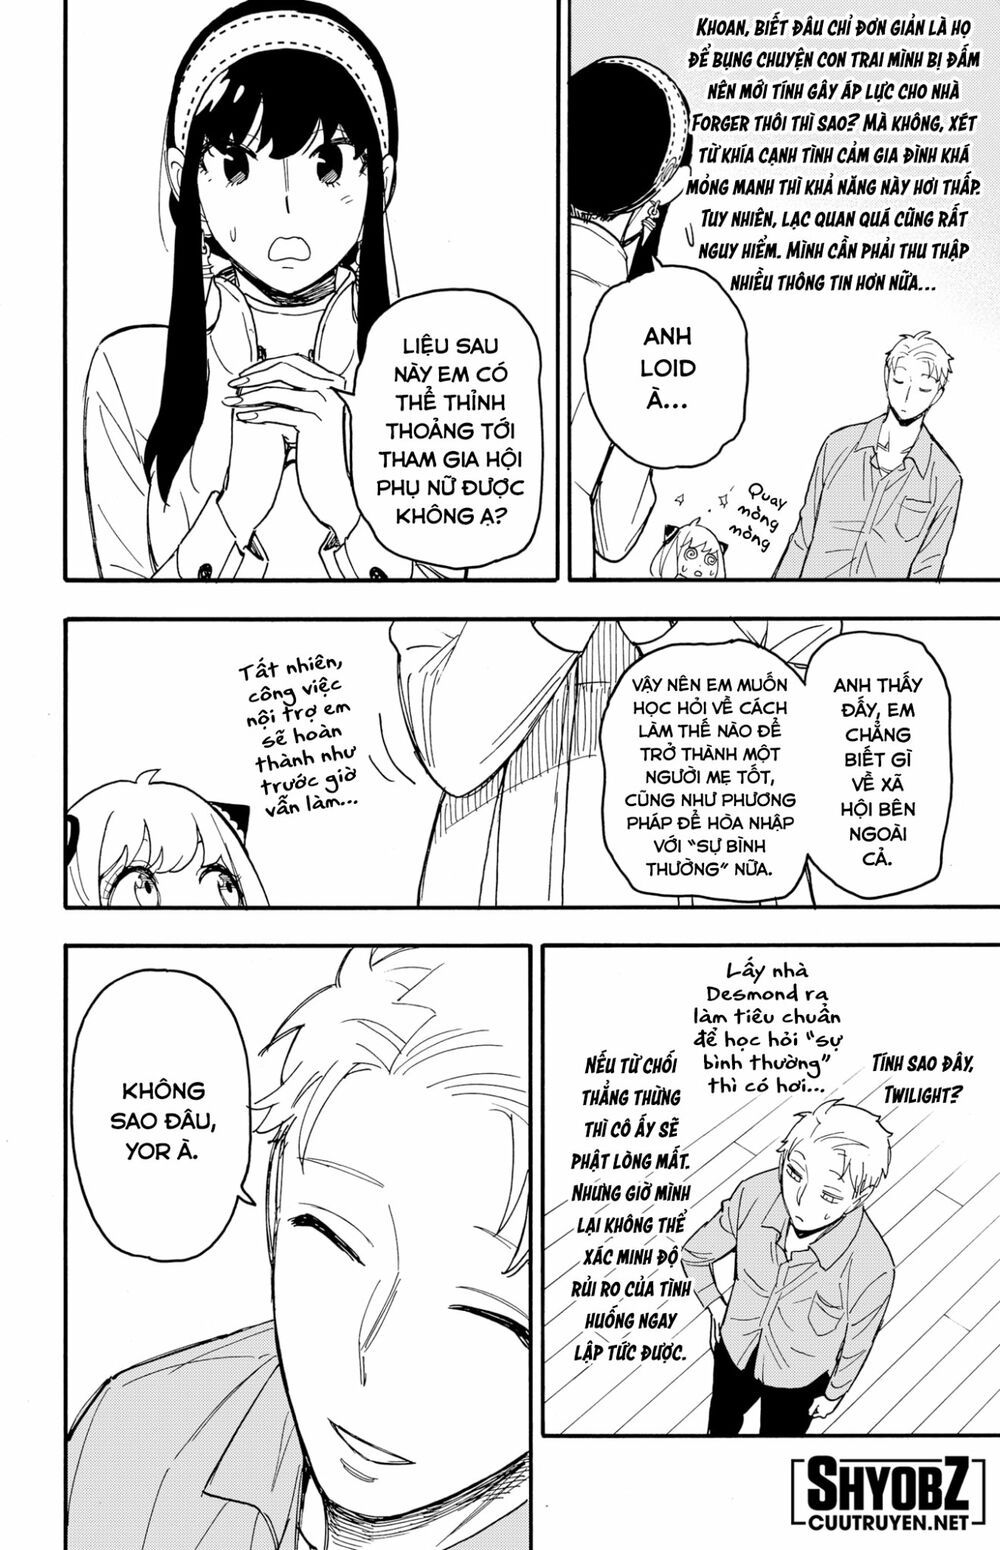 KHOAN, BIẾT ĐÂU CHỈ ĐƠN GIẢN LÀ HỌ
ĐỂ BỤNG CHUYỆN CON TRAI MÌNH BỊ ĐẤM
NÊN MỚI TÍNH GÂY ÁP LỰC CHO NHÀ
FORGER THÔI THÌ SAO? MÀ KHÔNG, XÉT
TỪ KHÍA CẠNH TÌNH CẢM GIA ĐÌNH KHÁ
MỎNG MANH THÌ KHẢ NĂNG NÀY HƠI THẤP.
TUY NHIÊN, LẠC QUAN QUÁ CŨNG RẤT
NGUY HIỂM. MÌNH CẦN PHẢI THU THẬP
NHIỀU THÔNG TIN HƠN NỮA...
ANH
LOID
À...
Quay
mòng
mòng
LIỆU SAU
NÀY EM CÓ
THỂ THỈNH
THOẢNG TỚI
THAM GIA HỘI
PHỤ NỮ ĐƯỢC
KHÔNG Ạ?
ANH THẤY
ĐẤY, EM
CHẲNG
BIẾT GÌ
VỀ XÃ
HỘI BÊN
NGOÀI
CẢ.
VẬY NÊN EM MUỐN
HỌC HỎI VỀ CÁCH
LÀM THẾ NÀO ĐỂ
TRỞ THÀNH MỘT
NGƯỜI MẸ TỐT,
CŨNG NHƯ PHƯƠNG
PHÁP ĐỂ HÒA NHẬP
VỚI "SỰ BÌNH
THƯỜNG" NỮA.
Tất nhiên,
công việc
nội trợ em
sẽ hoàn
thành như
trước giờ
vẫn làm...
TÍNH SAO ĐÂY,
TWILIGHT?
Lấy nhà
Desmond ra
làm tiêu chuẩn
để học hỏi "sự
bình thường"
thì có hơi...
NẾU TỪ CHỐI
THẲNG THỪNG
THÌ CÔ ẤY SẼ
PHẬT LÒNG MẤT.
NHƯNG GIỜ MÌNH
LẠI KHÔNG THỂ
XÁC MINH ĐỘ
RỦI RO CỦA TÌNH
HUỐNG NGAY
LẬP TỨC ĐƯỢC.
KHÔNG
SAO ĐÂU,
YOR À.
SHYOBZ
CUUTRUYEN.NET